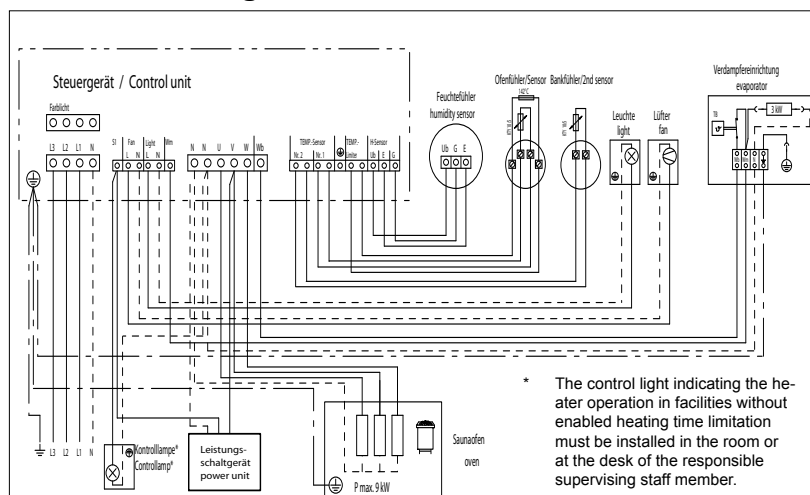 Steuergerät / Control unit
Farblicht
L3 L2 L1 N
SI Fan Light Wm
L N L N
N N U V W Wb
TEMP.-Sensor TEMP.- H-Sensor
Nr. 2 Nr. 1 Limiter Ub E G
Feuchtefühler
humidity sensor
Ub G E
Ofenfühler/Sensor
142°C
Bankfühler/2nd sensor
Leuchte
light
Lüfter
fan
Verdampfereinrichtung
evaporator
TB
3 kW
L3 L2 L1 N
Kontrolllampe*
Controllamp*
Leistungs-
schaltgerät
power unit
P max. 9 kW
Saunaofen
oven
* The control light indicating the he-
ater operation in facilities without
enabled heating time limitation
must be installed in the room or
at the desk of the responsible
supervising staff member.